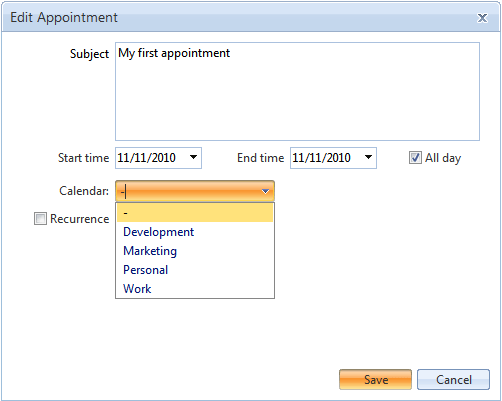 Edit Appointment
Subject My first appointment
Start time 11/11/2010 End time 11/11/2010 All day
Calendar: -
-
Recurrence
Development
Marketing
Personal
Work
Save Cancel